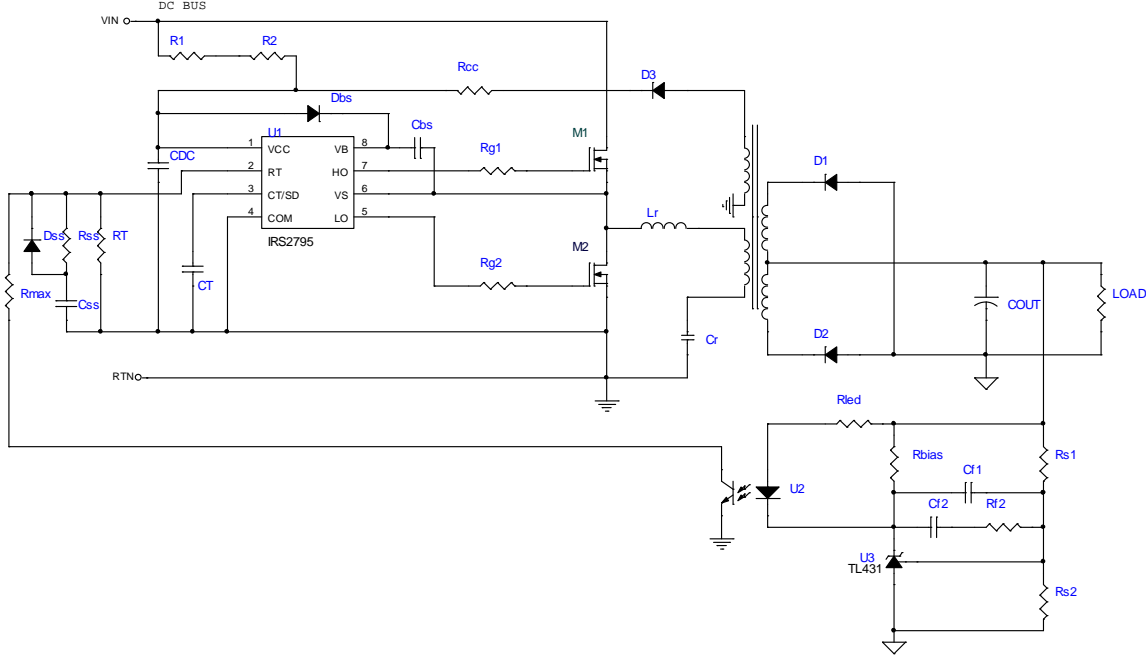 DC BUS
VIN
R1
R2
Rcc
D3
Dbs
U1
Cbs
M1
Rg1
D1
CDC
1 VCC VB 8
2 RT HO 7
3 CT/SD VS 6
4 COM LO 5
IRS2795
Lr
Dss
Rss
RT
M2
Rg2
CT
Rmax
Css
COUT
LOAD
D2
Cr
RTN
Rled
Rbias
Cf1
Rs1
U2
Cf2
Rf2
U3
TL431
Rs2